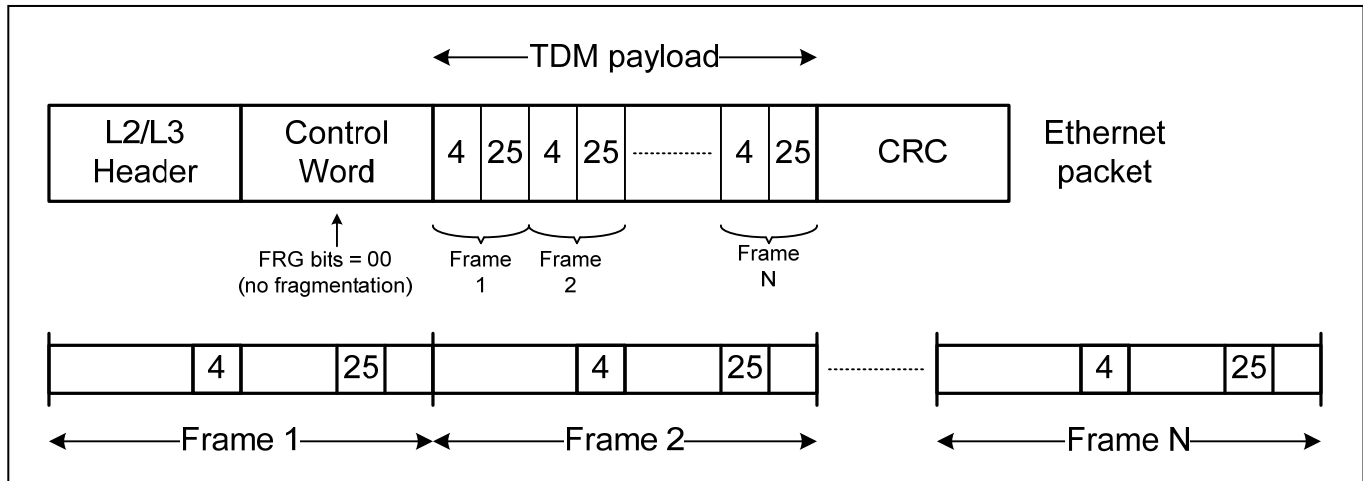 TDM payload
L2/L3
Header
Control
Word
4 25 4 25 4 25
CRC
Ethernet
packet
FRG bits = 00
(no fragmentation)
Frame
1
Frame
2
Frame
N
4 25 4 25 4 25
Frame 1 Frame 2 Frame N